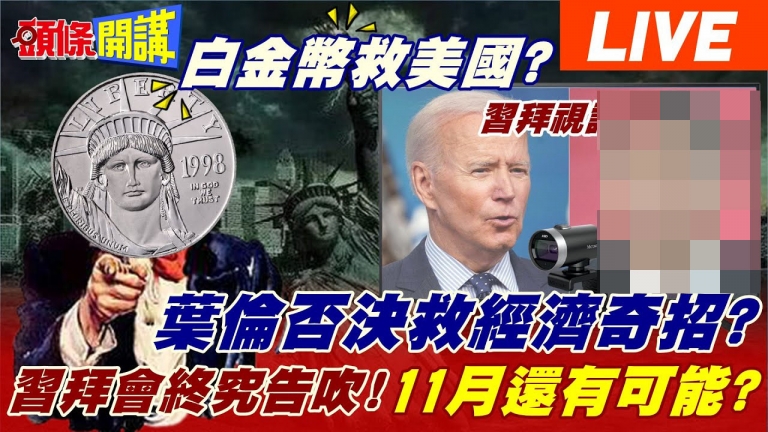 頭條開講
白金幣救美國?
LIVE
習拜視
LIBERTY
1998
IN GOD
WE
TRUST
E PLURIBUS UNUM
葉倫否決救經濟奇招?
習拜會終究告吹!11月還有可能?